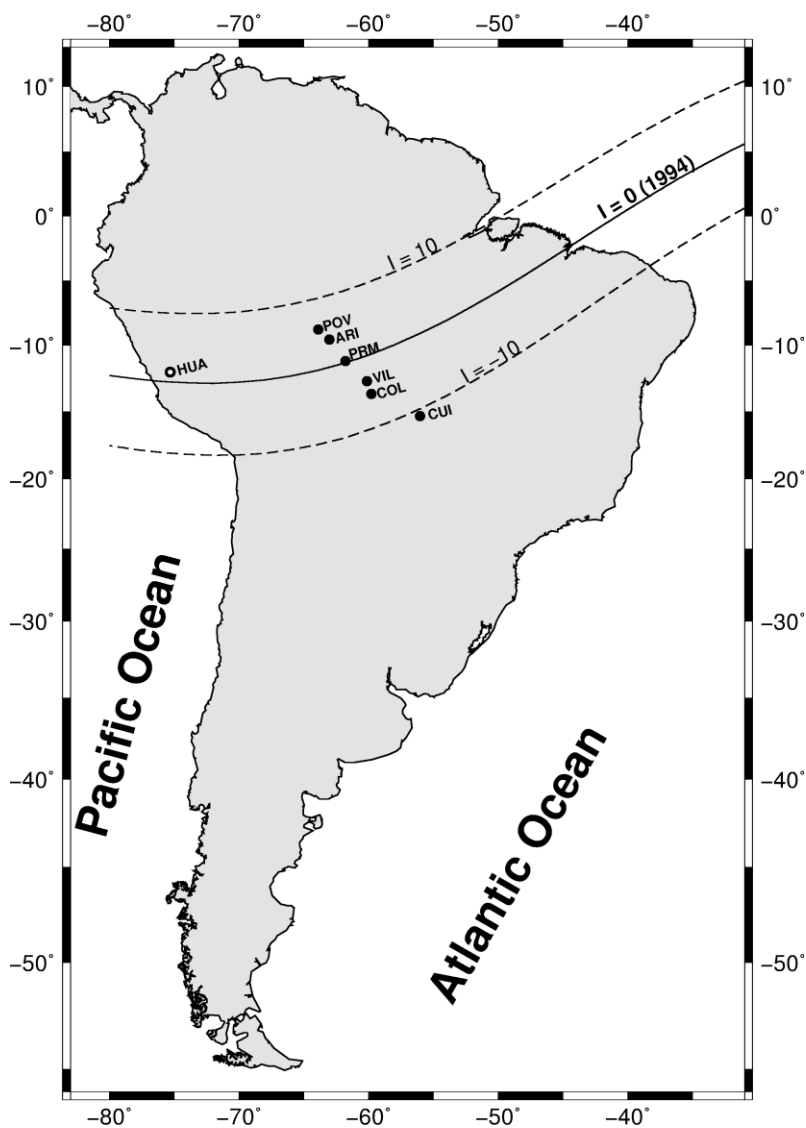 −80˚ −70˚ −60˚ −50˚ −40˚
10˚ 10˚
I = 0 (1994)
0˚ 0˚
I = 10
POV
ARI
−10˚ −10˚
PRM
I = −10
HUA
VIL
COL
CUI
−20˚ −20˚
−30˚ −30˚
Pacific Ocean
−40˚ −40˚
Atlantic Ocean
−50˚ −50˚
−80˚ −70˚ −60˚ −50˚ −40˚